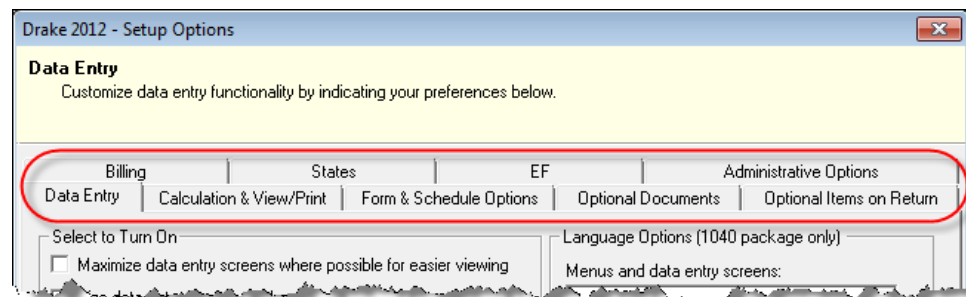 Drake 2012 - Setup Options
Data Entry
Customize data entry functionality by indicating your preferences below.
Billing States EF Administrative Options
Data Entry Calculation & View/Print Form & Schedule Options Optional Documents Optional Items on Return
Select to Turn On Language Options (1040 package only)
Maximize data entry screens where possible for easier viewing Menus and data entry screens: